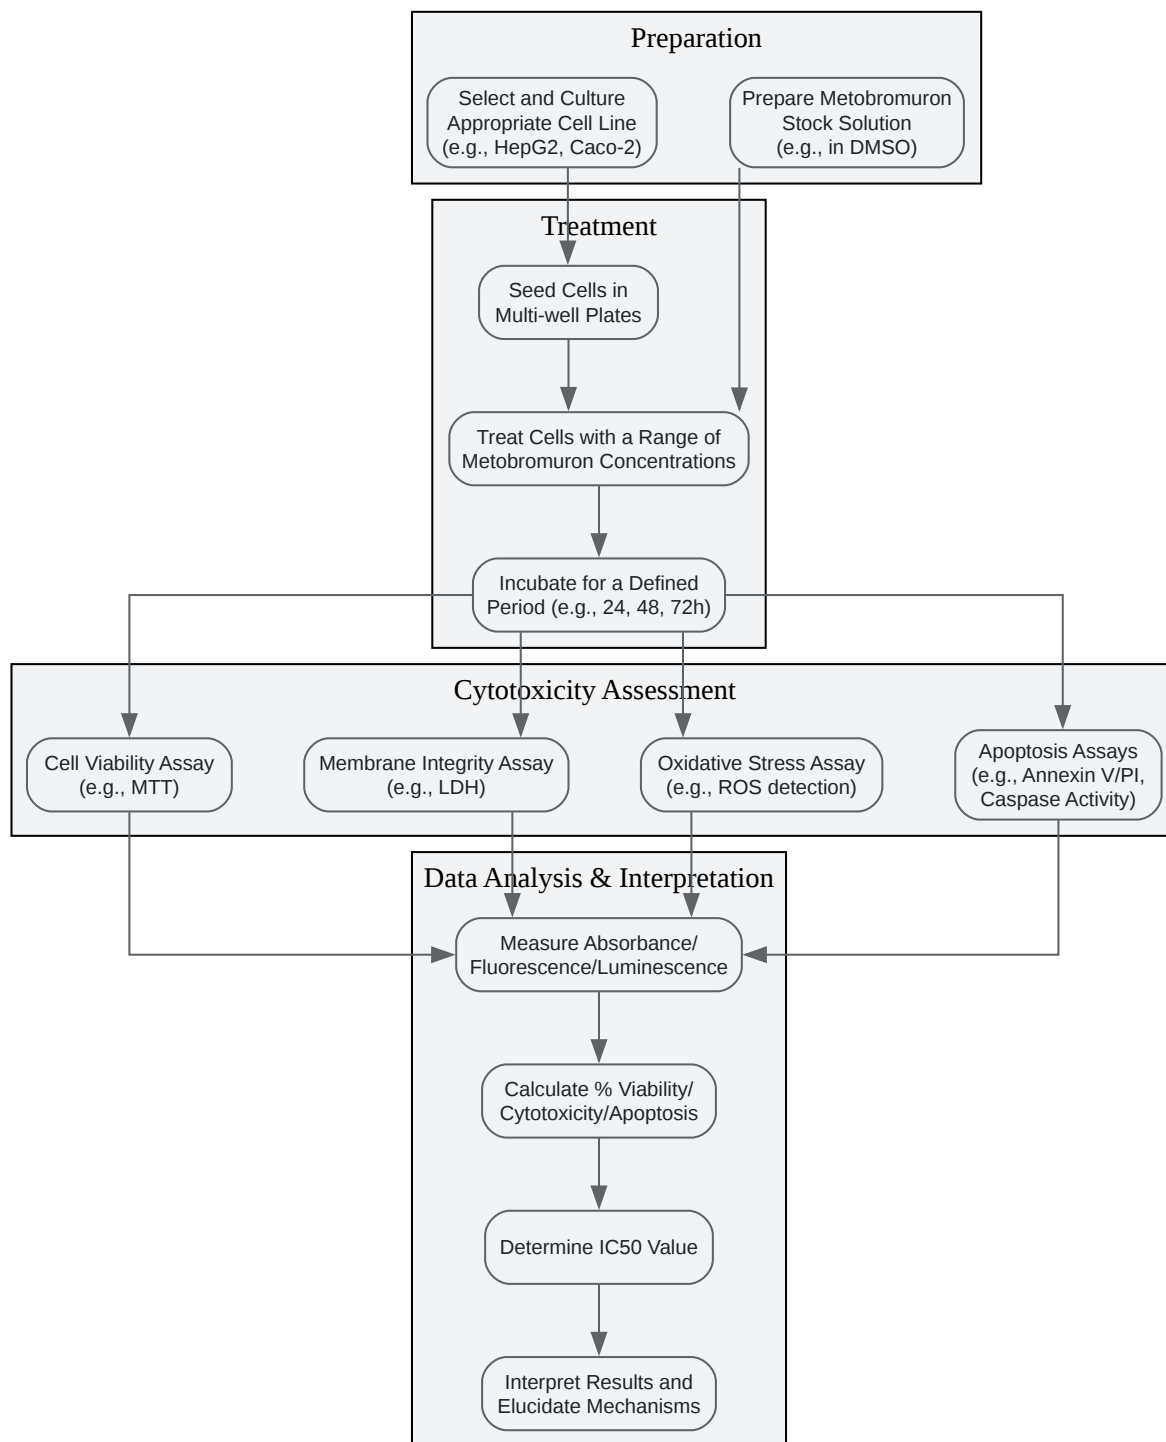 Preparation
Select and Culture
Appropriate Cell Line
(e.g., HepG2, Caco-2)
Prepare Metobromuron
Stock Solution
(e.g., in DMSO)
Treatment
Seed Cells in
Multi-well Plates
Treat Cells with a Range of
Metobromuron Concentrations
Incubate for a Defined
Period (e.g., 24, 48, 72h)
Cytotoxicity Assessment
Cell Viability Assay
(e.g., MTT)
Membrane Integrity Assay
(e.g., LDH)
Oxidative Stress Assay
(e.g., ROS detection)
Apoptosis Assays
(e.g., Annexin V/PI,
Caspase Activity)
Data Analysis & Interpretation
Measure Absorbance/
Fluorescence/Luminescence
Calculate % Viability/
Cytotoxicity/Apoptosis
Determine IC50 Value
Interpret Results and
Elucidate Mechanisms